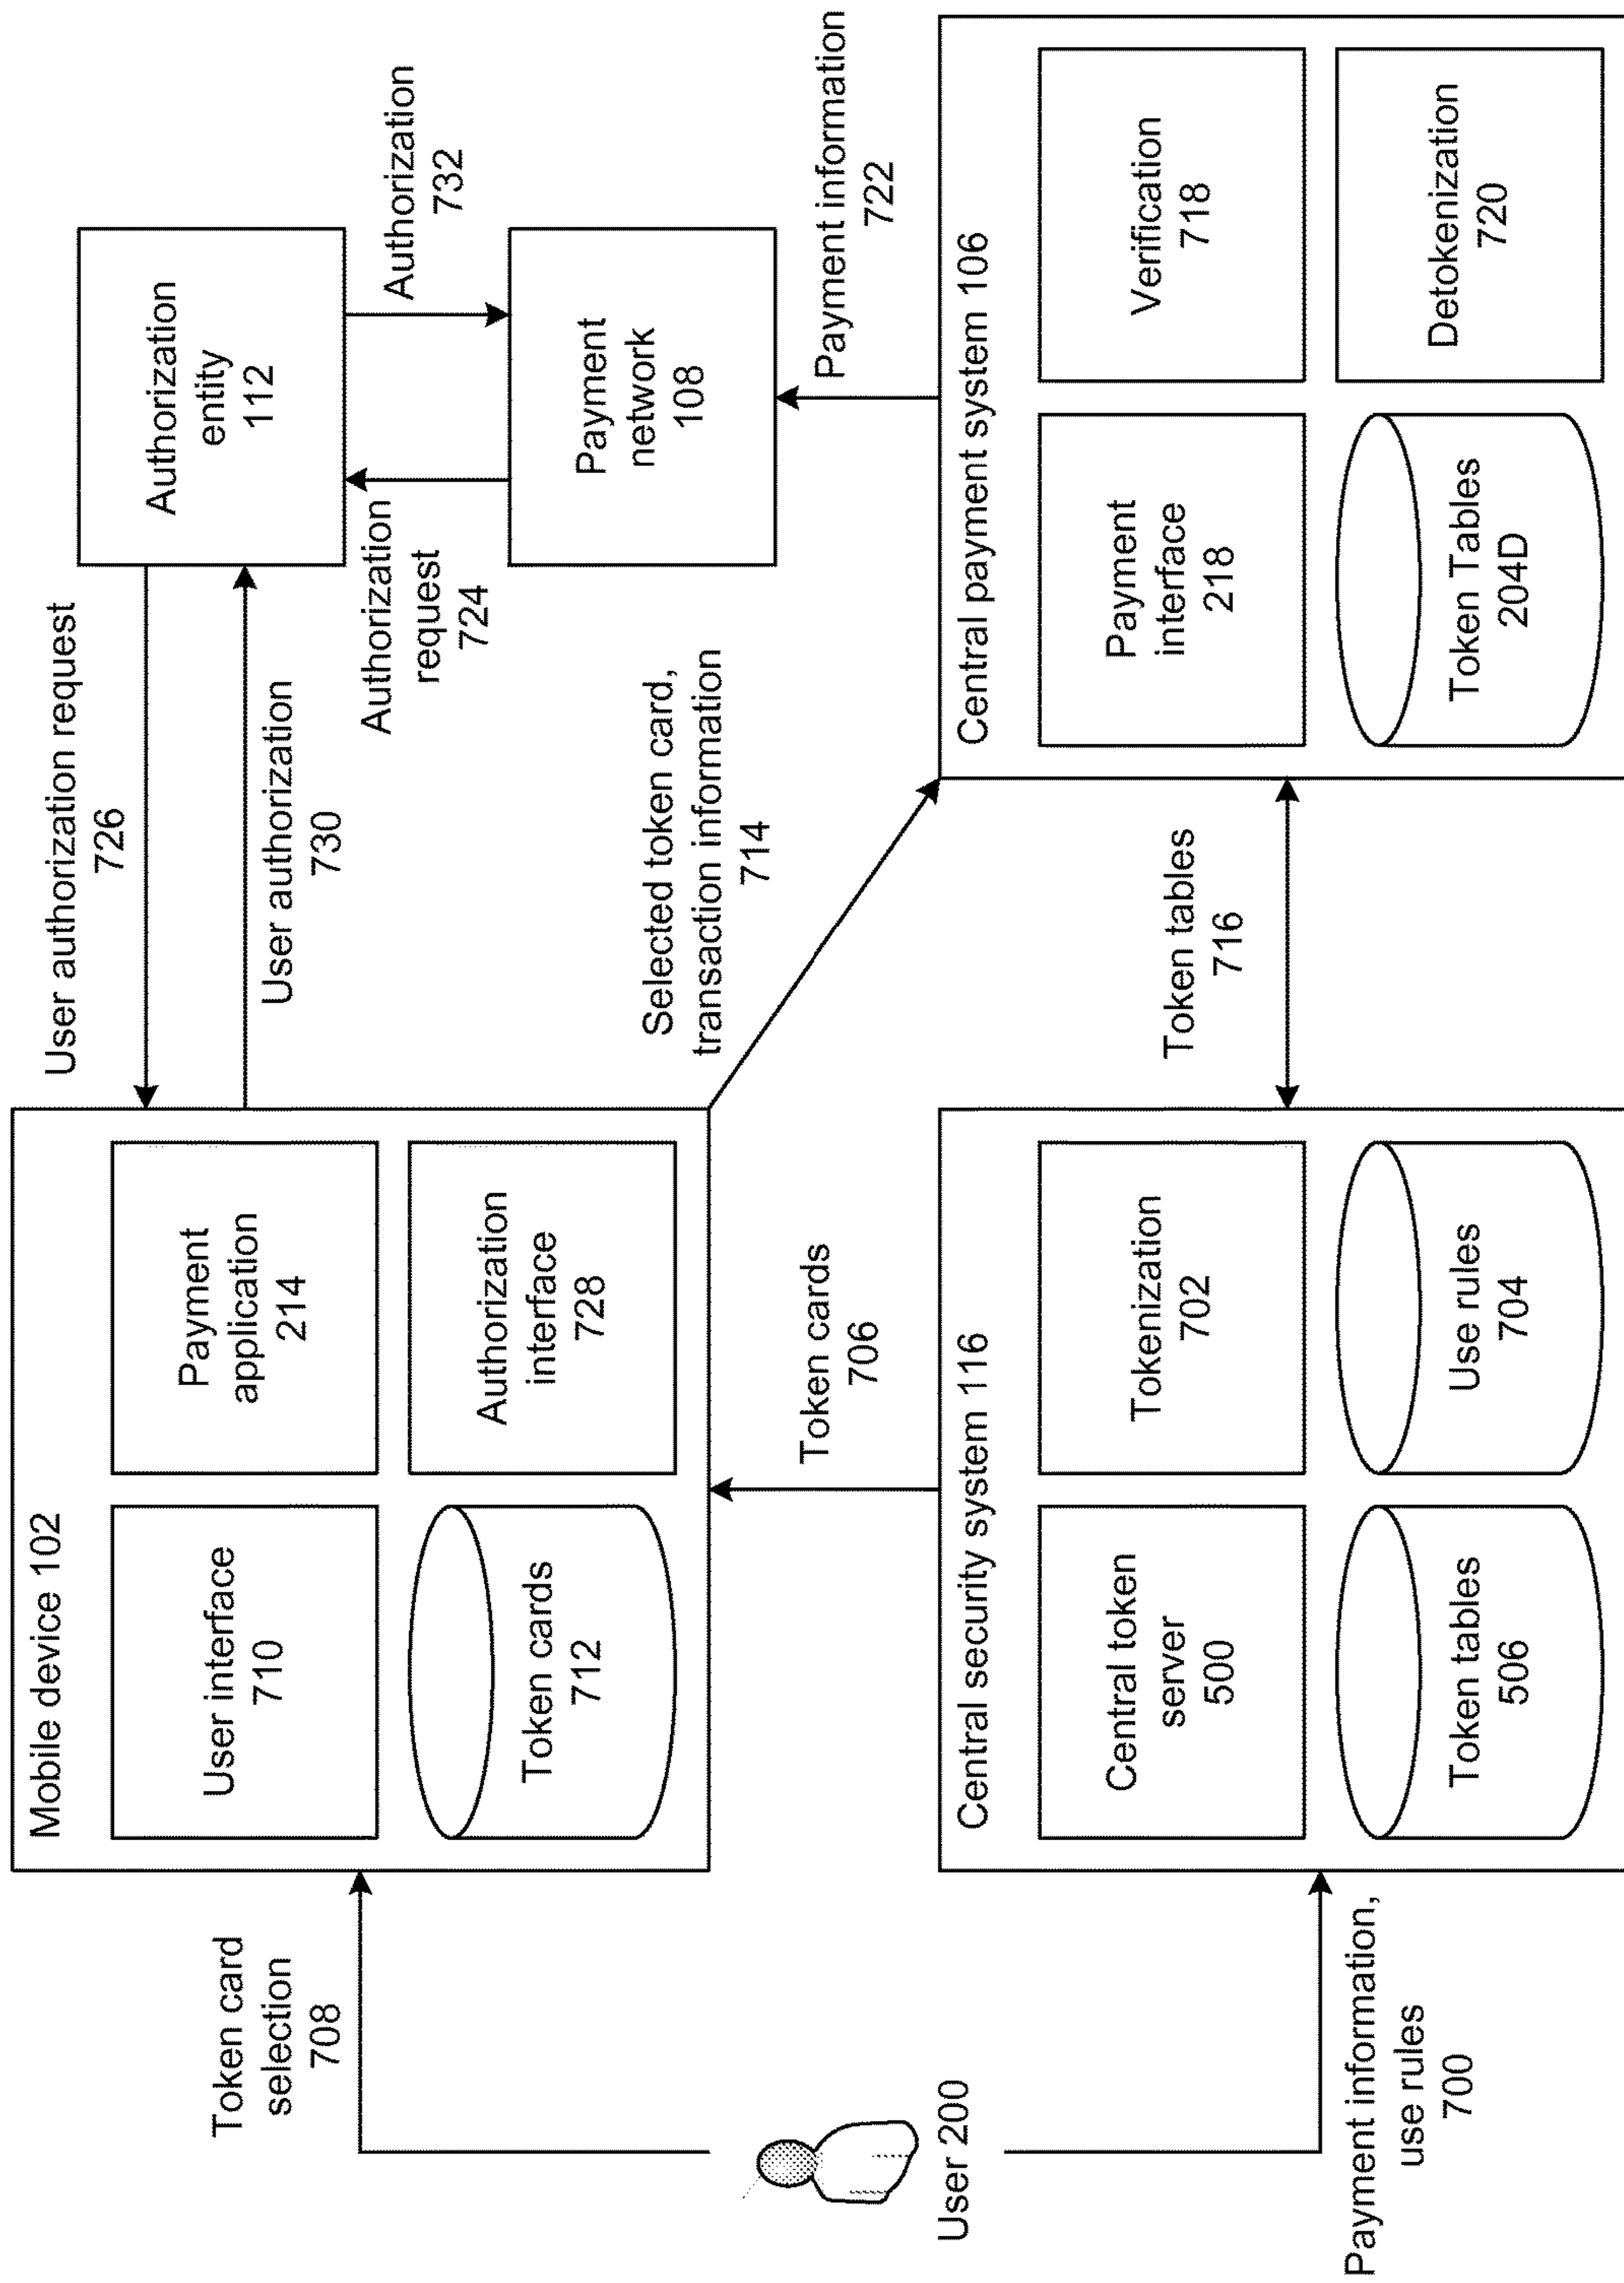 User authorization request
726
User authorization
730
Authorization
entity
112
Authorization
732
Authorization
request
724
Payment
network
108
Mobile device 102
User interface
710
Payment
application
214
Token cards
712
Authorization
interface
728
Token card
selection
708
Selected token card,
transaction information
714
Payment information
722
User 200
Token cards
706
Central security system 116
Central token
server
500
Tokenization
702
Token tables
506
Use rules
704
Token tables
716
Central payment system 106
Payment
interface
218
Verification
718
Token Tables
204D
Detokenization
720
Payment information,
use rules
700